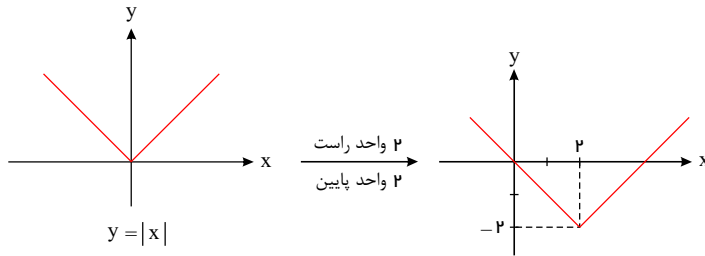 y
x
y = |x|
۲ واحد راست
۲ واحد پایین
y
x
۲
−۲